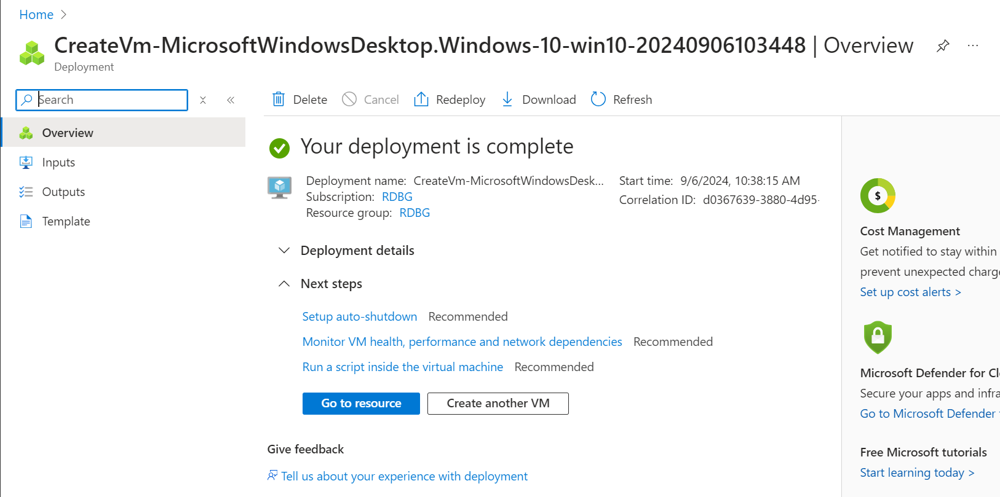 Home
CreateVm-MicrosoftWindowsDesktop.Windows-10-win10-20240906103448 | Overview
Deployment
Search
Delete
Cancel
Redeploy
Download
Refresh
Overview
Inputs
Outputs
Template
Your deployment is complete
Deployment name: CreateVm-MicrosoftWindowsDesk...
Subscription: RDBG
Resource group: RDBG
Start time: 9/6/2024, 10:38:15 AM
Correlation ID: d0367639-3880-4d95-
Deployment details
Next steps
Setup auto-shutdown Recommended
Monitor VM health, performance and network dependencies Recommended
Run a script inside the virtual machine Recommended
Go to resource
Create another VM
Give feedback
Tell us about your experience with deployment
$
Cost Management
Get notified to stay within
prevent unexpected charg
Set up cost alerts >
Microsoft Defender for Cl
Secure your apps and infra
Go to Microsoft Defender
Free Microsoft tutorials
Start learning today >